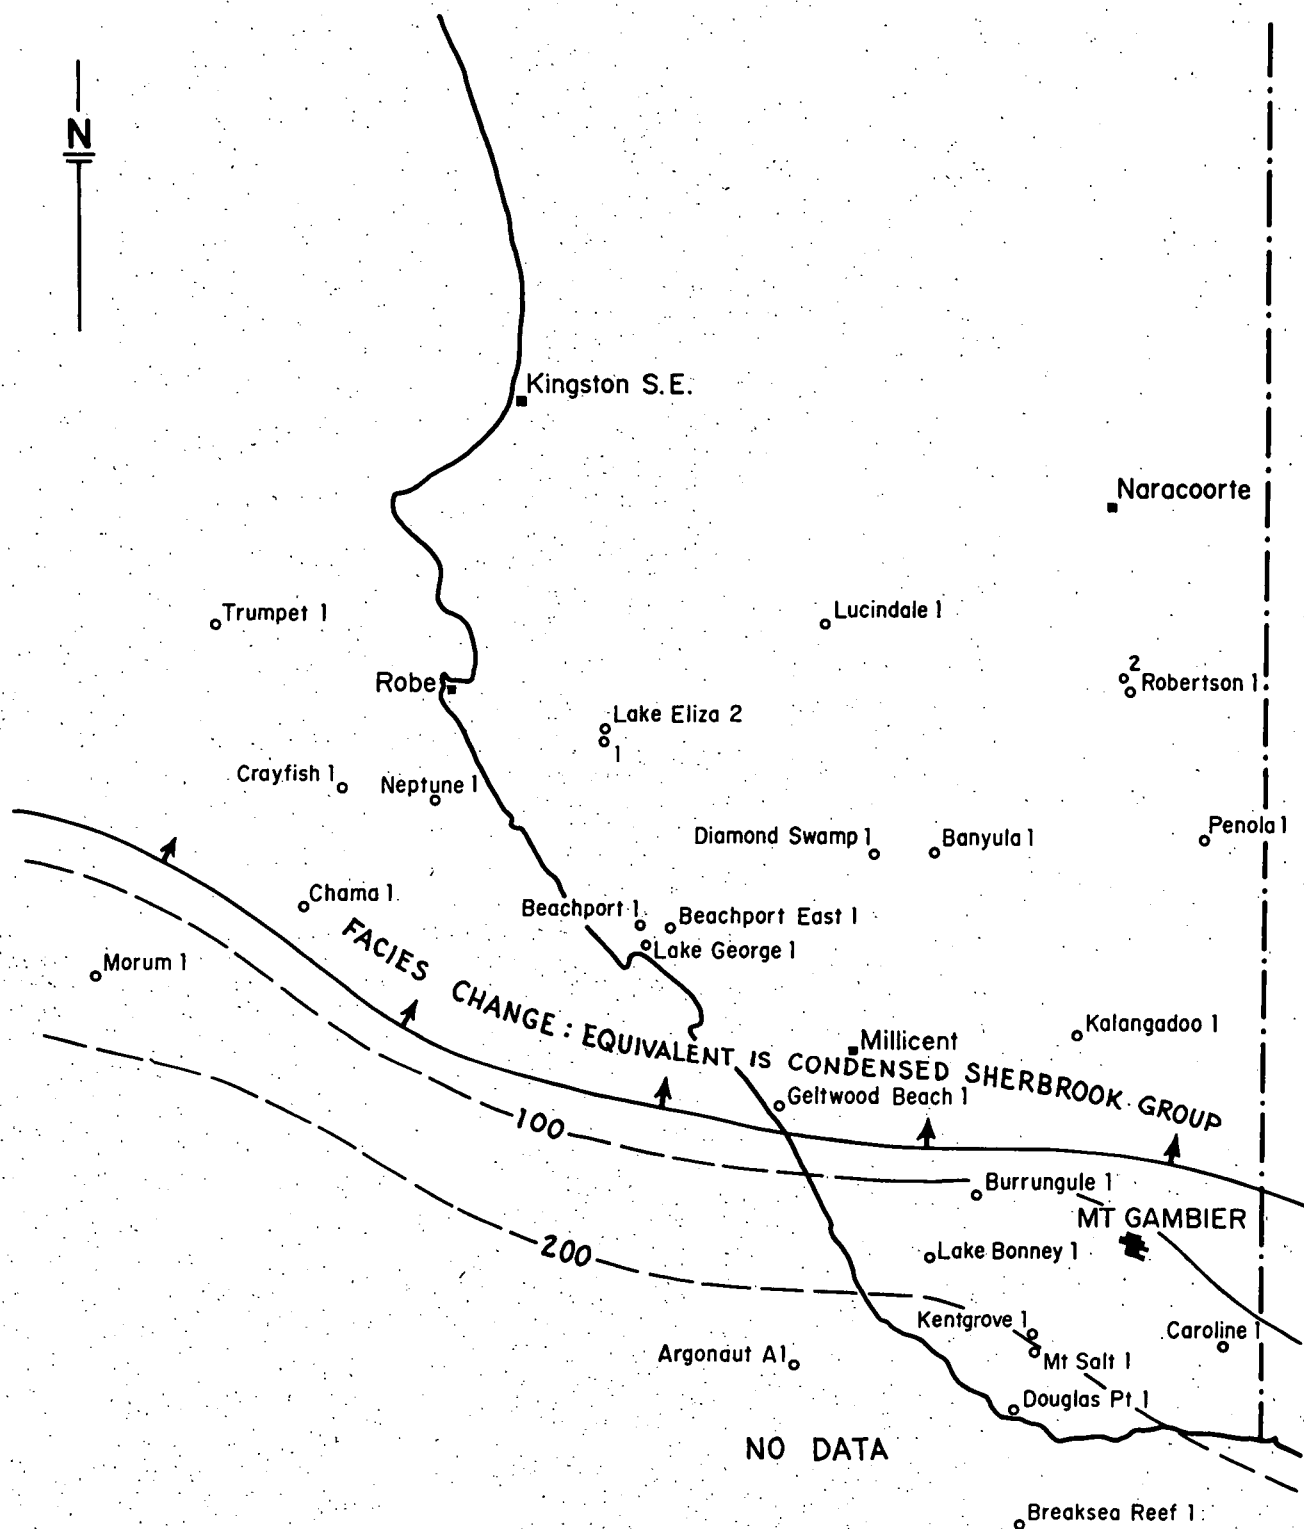 N
Kingston S.E.
Naracoorte
Trumpet 1
Lucindale 1
2
Robertson 1
Robe
Lake Eliza 2
1
Crayfish 1
Neptune 1
Diamond Swamp 1
Banyula 1
Penola 1
Chama 1
Beachport 1
Beachport East 1
Lake George 1
Morum 1
FACIES CHANGE : EQUIVALENT IS CONDENSED SHERBROOK GROUP
Kalangadoo 1
Millicent
Geltwood Beach 1
100
Burrungule 1
MT GAMBIER
200
Lake Bonney 1
Kentgrove 1
Caroline 1
Argonaut A1
Mt Salt 1
Douglas Pt 1
NO DATA
Breaksea Reef 1